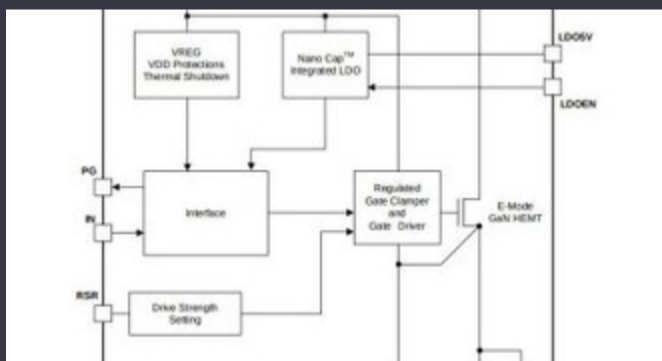 VREG
VDD Protections
Thermal Shutdown
Nano Cap™
Integrated LDO
LDO5V
LDOEN
PG
Interface
Regulated
Gate Clamper
and
Gate Driver
E-Mode
GaN HEMT
IN
RSR
Drive Strength
Setting